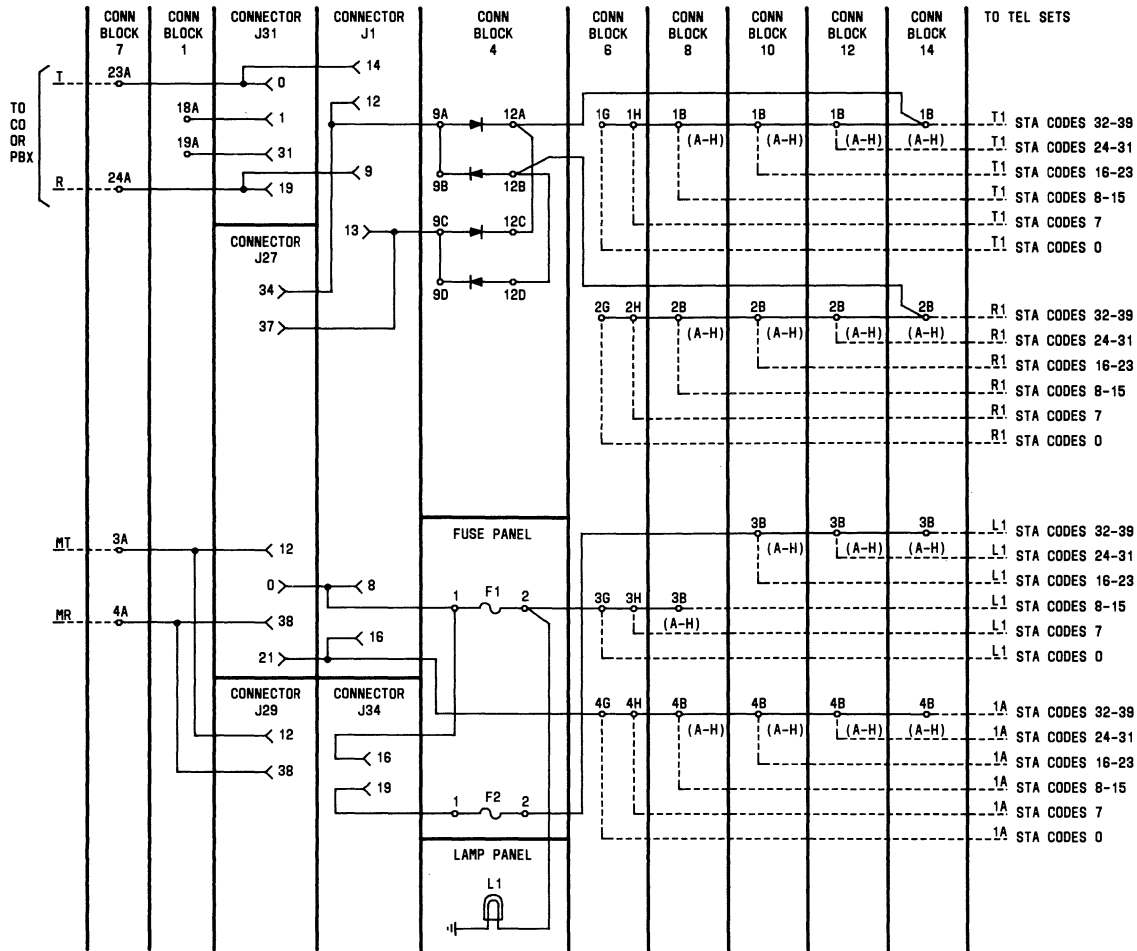 CONN BLOCK 7
CONN BLOCK 1
CONNECTOR J31
CONNECTOR J1
CONN BLOCK 4
CONN BLOCK 6
CONN BLOCK 8
CONN BLOCK 10
CONN BLOCK 12
CONN BLOCK 14
TO TEL SETS
TO CO OR PBX
T 23A 0 14
12
18A 1
19A 31
R 24A 19 9
CONNECTOR J27
34
37
13
9A 12A
9B 12B
9C 12C
9D 12D
1G 1H 1B 1B 1B 1B T1 STA CODES 32-39
(A-H) (A-H) (A-H) (A-H) T1 STA CODES 24-31
T1 STA CODES 16-23
T1 STA CODES 8-15
T1 STA CODES 7
T1 STA CODES 0
2G 2H 2B 2B 2B 2B R1 STA CODES 32-39
(A-H) (A-H) (A-H) (A-H) R1 STA CODES 24-31
R1 STA CODES 16-23
R1 STA CODES 8-15
R1 STA CODES 7
R1 STA CODES 0
FUSE PANEL
MT 3A 12
0 8
MR 4A 38
16
21
1 F1 2
3B 3B 3B L1 STA CODES 32-39
(A-H) (A-H) (A-H) L1 STA CODES 24-31
L1 STA CODES 16-23
3G 3H 3B L1 STA CODES 8-15
(A-H) L1 STA CODES 7
L1 STA CODES 0
CONNECTOR J29
12
38
CONNECTOR J34
16
19
1 F2 2
4G 4H 4B 4B 4B 4B 1A STA CODES 32-39
(A-H) (A-H) (A-H) (A-H) 1A STA CODES 24-31
1A STA CODES 16-23
1A STA CODES 8-15
1A STA CODES 7
1A STA CODES 0
LAMP PANEL
L1